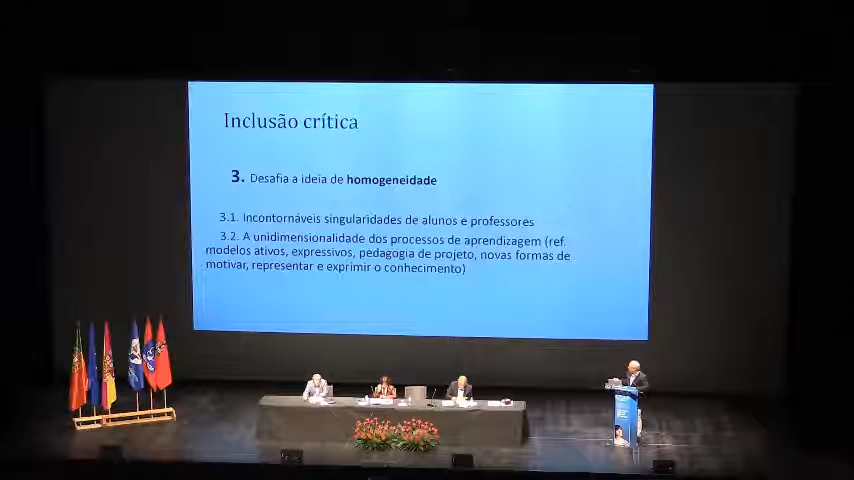 Inclusão crítica
3. Desafia a ideia de homogeneidade
3.1. Incontornáveis singularidades de alunos e professores
3.2. A unidimensionalidade dos processos de aprendizagem (ref.
modelos ativos, expressivos, pedagogia de projeto, novas formas de
motivar, representar e exprimir o conhecimento)